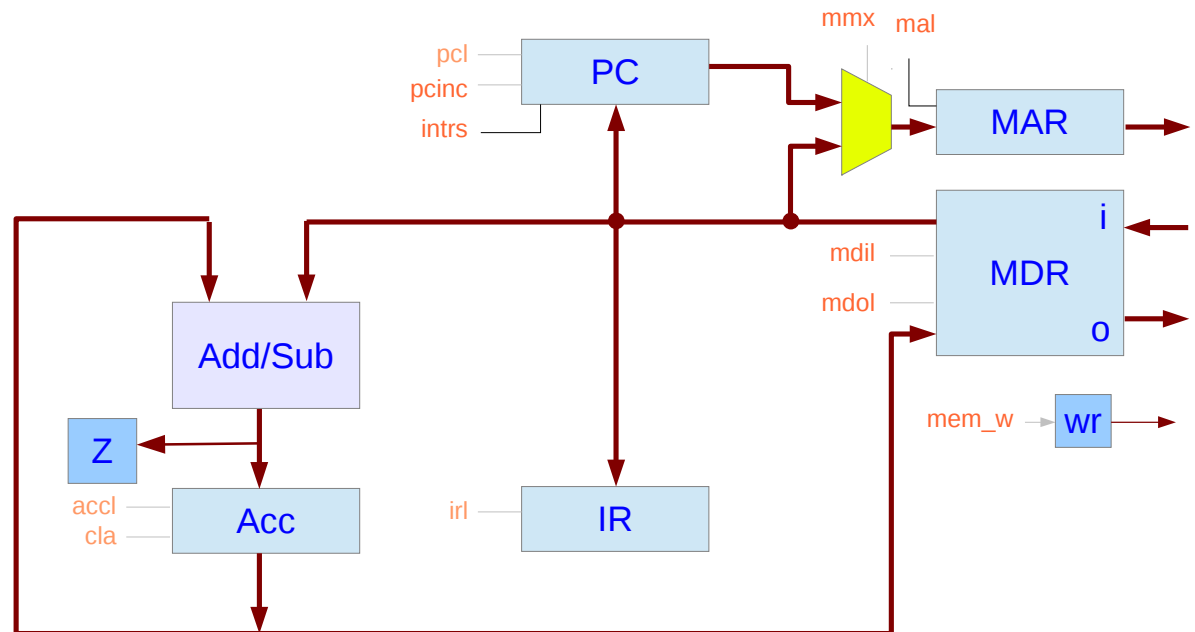 mmx
mal
pcl
PC
pcinc
intrs
MAR
i
mdil
MDR
mdol
o
Add/Sub
mem_w
wr
Z
accl
Acc
cla
irl
IR